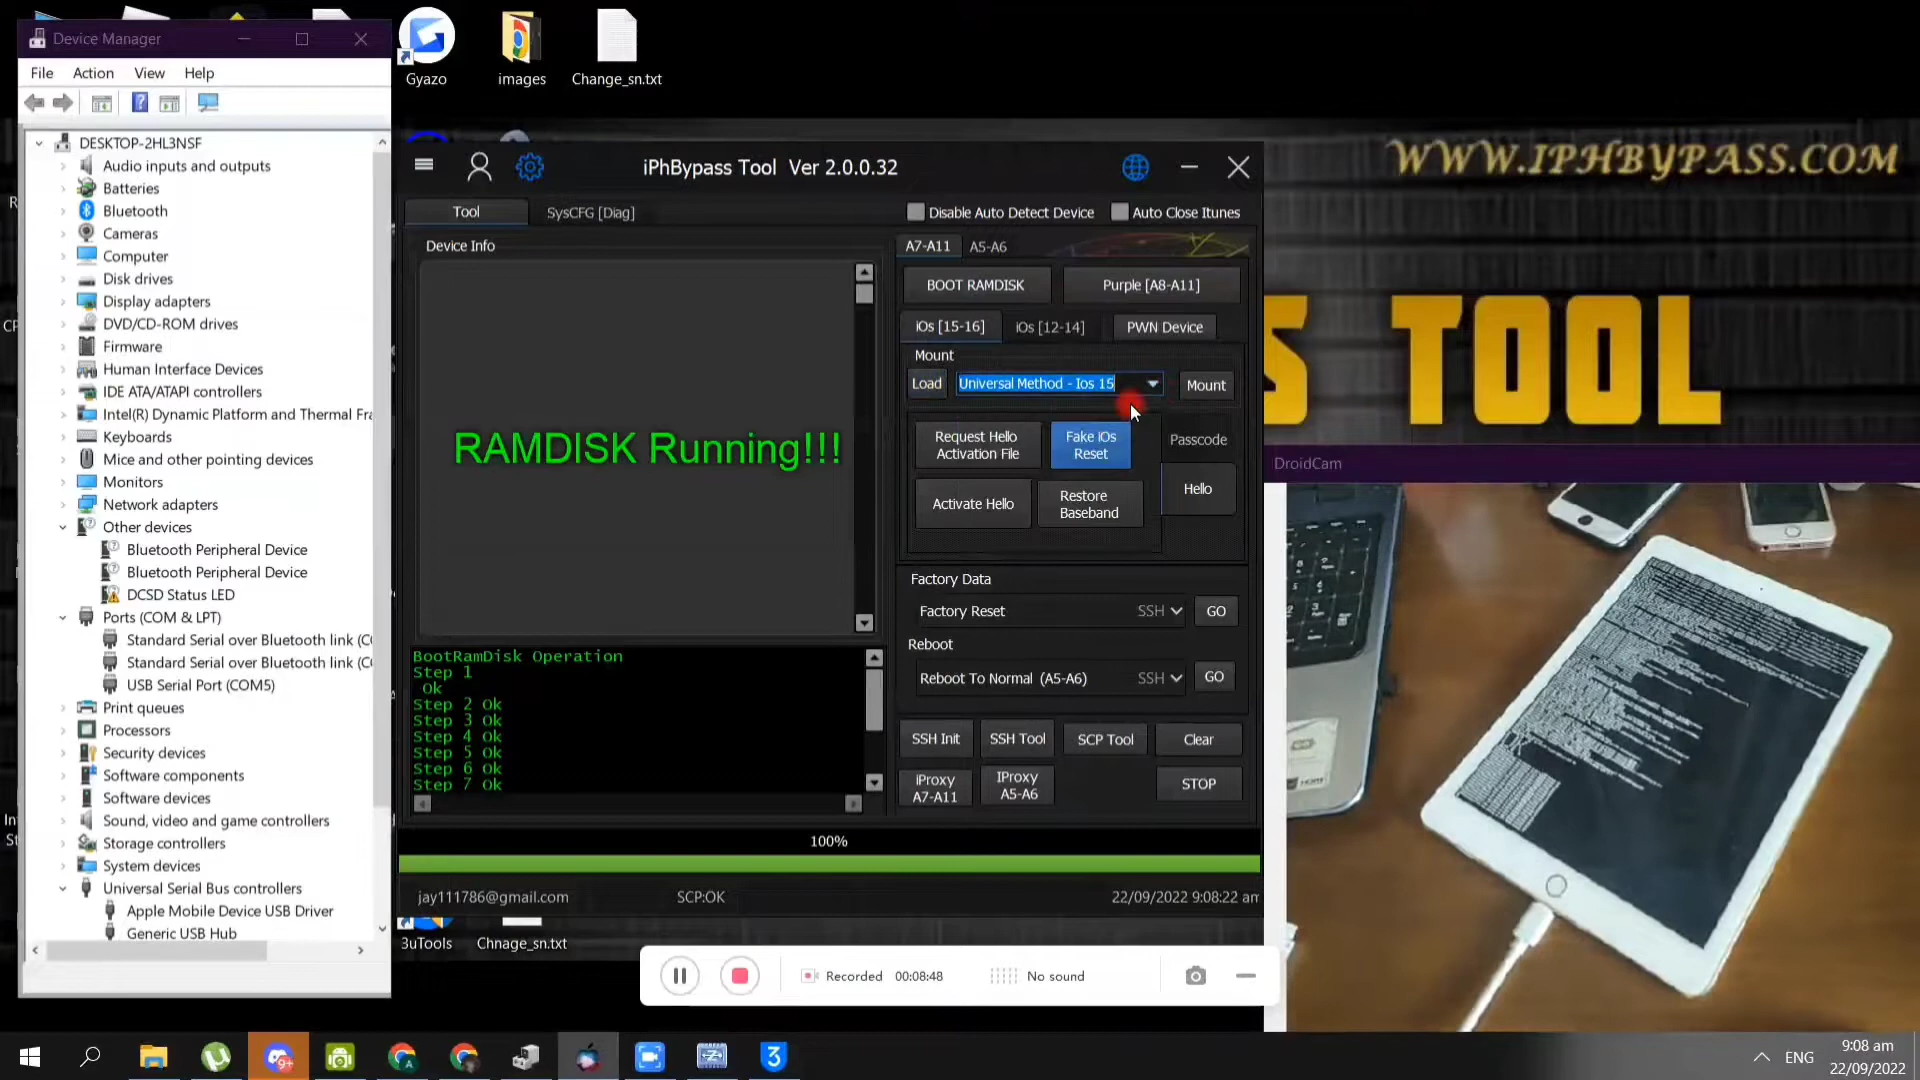 Device Manager
File Action View Help
DESKTOP-2HL3NSF
Audio inputs and outputs
Batteries
Bluetooth
Cameras
Computer
Disk drives
Display adapters
DVD/CD-ROM drives
Firmware
Human Interface Devices
IDE ATA/ATAPI controllers
Intel(R) Dynamic Platform and Thermal Fra
Keyboards
Mice and other pointing devices
Monitors
Network adapters
Other devices
Bluetooth Peripheral Device
Bluetooth Peripheral Device
DCSD Status LED
Ports (COM & LPT)
Standard Serial over Bluetooth link (CO
Standard Serial over Bluetooth link (CO
USB Serial Port (COM5)
Print queues
Processors
Security devices
Software components
Software devices
Sound, video and game controllers
Storage controllers
System devices
Universal Serial Bus controllers
Apple Mobile Device USB Driver
Generic USB Hub
Gyazo images Change_sn.txt
WWW.IPHBYPASS.COM
S TOOL
iPhBypass Tool Ver 2.0.0.32
Tool SysCFG [Diag] Disable Auto Detect Device Auto Close Itunes
Device Info
RAMDISK Running!!!
A7-A11 A5-A6
BOOT RAMDISK Purple [A8-A11]
iOs [15-16] iOs [12-14] PWN Device
Mount
Load Universal Method - Ios 15 Mount
Request Hello
Activation File
Fake iOs
Reset
Passcode
Hello
Activate Hello
Restore
Baseband
Factory Data
Factory Reset SSH GO
Reboot
Reboot To Normal (A5-A6) SSH GO
SSH Init SSH Tool SCP Tool Clear
iProxy
A7-A11
IProxy
A5-A6
STOP
BootRamDisk Operation
Step 1
Ok
Step 2 Ok
Step 3 Ok
Step 4 Ok
Step 5 Ok
Step 6 Ok
Step 7 Ok
100%
jay111786@gmail.com SCP:OK 22/09/2022 9:08:22 am
3uTools Chnage_sn.txt
DroidCam
Recorded 00:08:48 No sound
9+
ENG
9:08 am
22/09/2022